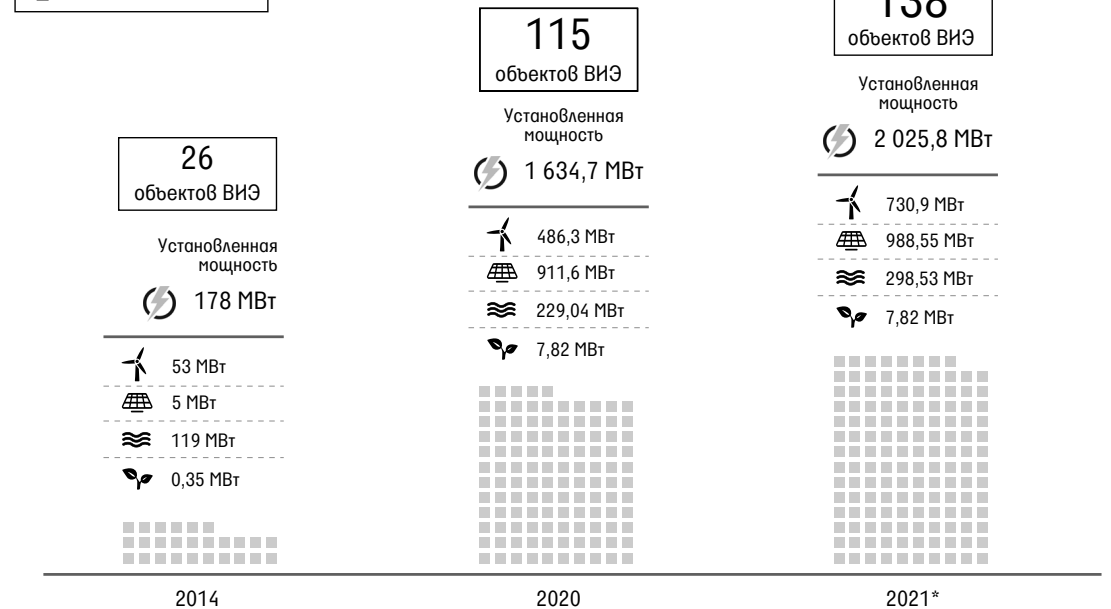 26
объектов ВИЭ
Установленная
мощность
178 МВт
53 МВт
5 МВт
119 МВт
0,35 МВт
2014
115
объектов ВИЭ
Установленная
мощность
1 634,7 МВт
486,3 МВт
911,6 МВт
229,04 МВт
7,82 МВт
2020
138
объектов ВИЭ
Установленная
мощность
2 025,8 МВт
730,9 МВт
988,55 МВт
298,53 МВт
7,82 МВт
2021*